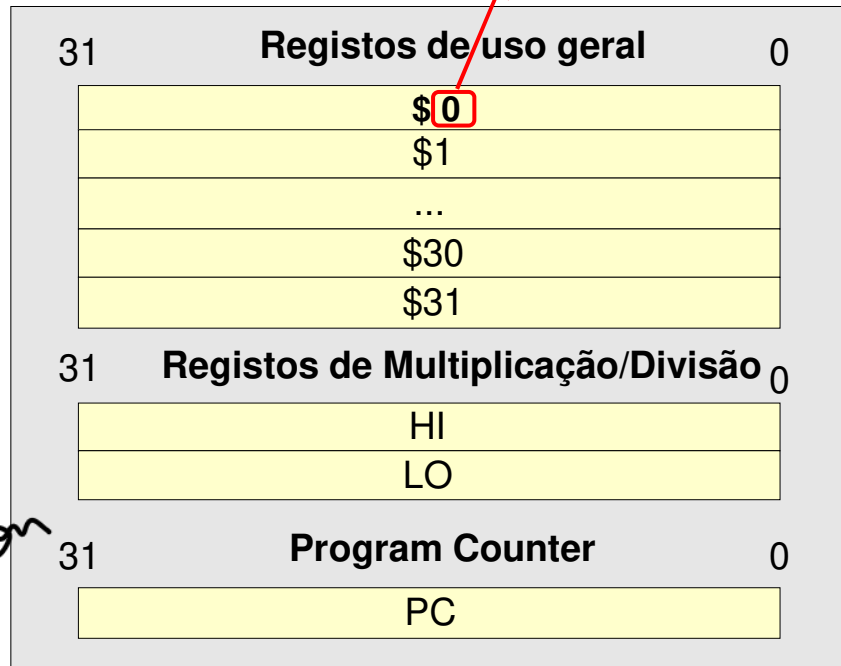 31 Registos de uso geral 0
$ 0
$1
...
$30
$31
31 Registos de Multiplicação/Divisão 0
HI
LO
31 Program Counter 0
PC